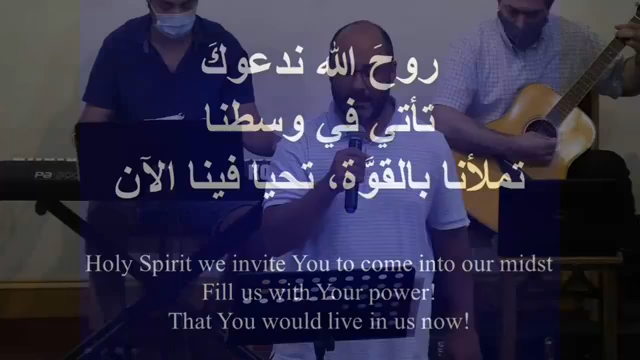 روحَ الله ندعوكَ
تأتي في وسطنا
تملأنا بالقوَّة، تحيا فينا الآن
Holy Spirit we invite You to come into our midst
Fill us with Your power!
That You would live in us now!